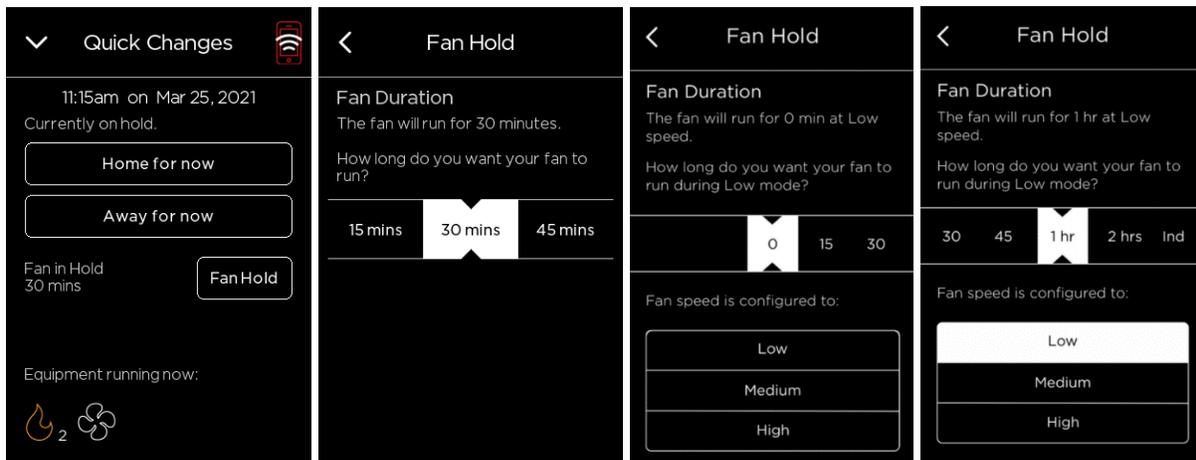 Quick Changes
11:15am on Mar 25, 2021
Currently on hold.
Home for now
Away for now
Fan in Hold
30 mins
Fan Hold
Equipment running now:
2
Fan Hold
Fan Duration
The fan will run for 30 minutes.
How long do you want your fan to
run?
15 mins 30 mins 45 mins
Fan Hold
Fan Duration
The fan will run for 0 min at Low
speed.
How long do you want your fan to
run during Low mode?
0 15 30
Fan speed is configured to:
Low
Medium
High
Fan Hold
Fan Duration
The fan will run for 1 hr at Low
speed.
How long do you want your fan to
run during Low mode?
30 45 1 hr 2 hrs Ind
Fan speed is configured to:
Low
Medium
High